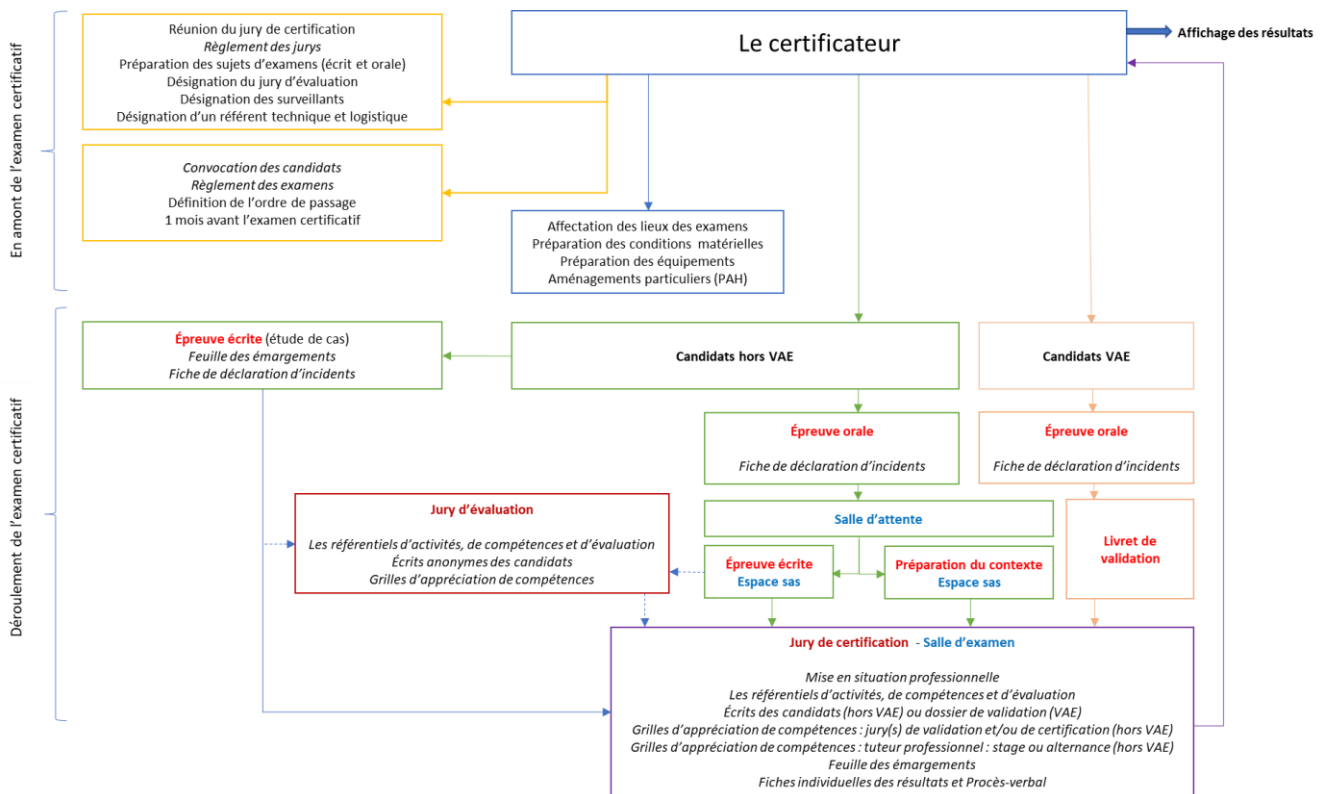 En amont de l'examen certificatif
Réunion du jury de certification
Règlement des jurys
Préparation des sujets d'examens (écrit et orale)
Désignation du jury d'évaluation
Désignation des surveillants
Désignation d'un référent technique et logistique
Le certificateur
Affichage des résultats
Convocation des candidats
Règlement des examens
Définition de l'ordre de passage
1 mois avant l'examen certificatif
Affectation des lieux des examens
Préparation des conditions matérielles
Préparation des équipements
Aménagements particuliers (PAH)
Déroulement de l'examen certificatif
Épreuve écrite (étude de cas)
Feuille des émargements
Fiche de déclaration d'incidents
Candidats hors VAE
Candidats VAE
Épreuve orale
Fiche de déclaration d'incidents
Épreuve orale
Fiche de déclaration d'incidents
Jury d'évaluation
Les référentiels d'activités, de compétences et d'évaluation
Écrits anonymes des candidats
Grilles d'appréciation de compétences
Salle d'attente
Épreuve écrite
Espace sas
Préparation du contexte
Espace sas
Livret de
validation
Jury de certification - Salle d'examen
Mise en situation professionnelle
Les référentiels d'activités, de compétences et d'évaluation
Écrits des candidats (hors VAE) ou dossier de validation (VAE)
Grilles d'appréciation de compétences : jury(s) de validation et/ou de certification (hors VAE)
Grilles d'appréciation de compétences : tuteur professionnel : stage ou alternance (hors VAE)
Feuille des émargements
Fiches individuelles des résultats et Procès-verbal